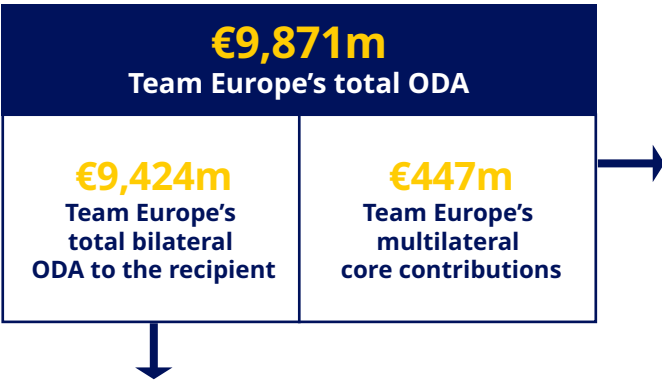 €9,871m
Team Europe’s total ODA
€9,424m
Team Europe’s
total bilateral
ODA to the recipient
€447m
Team Europe’s
multilateral
core contributions